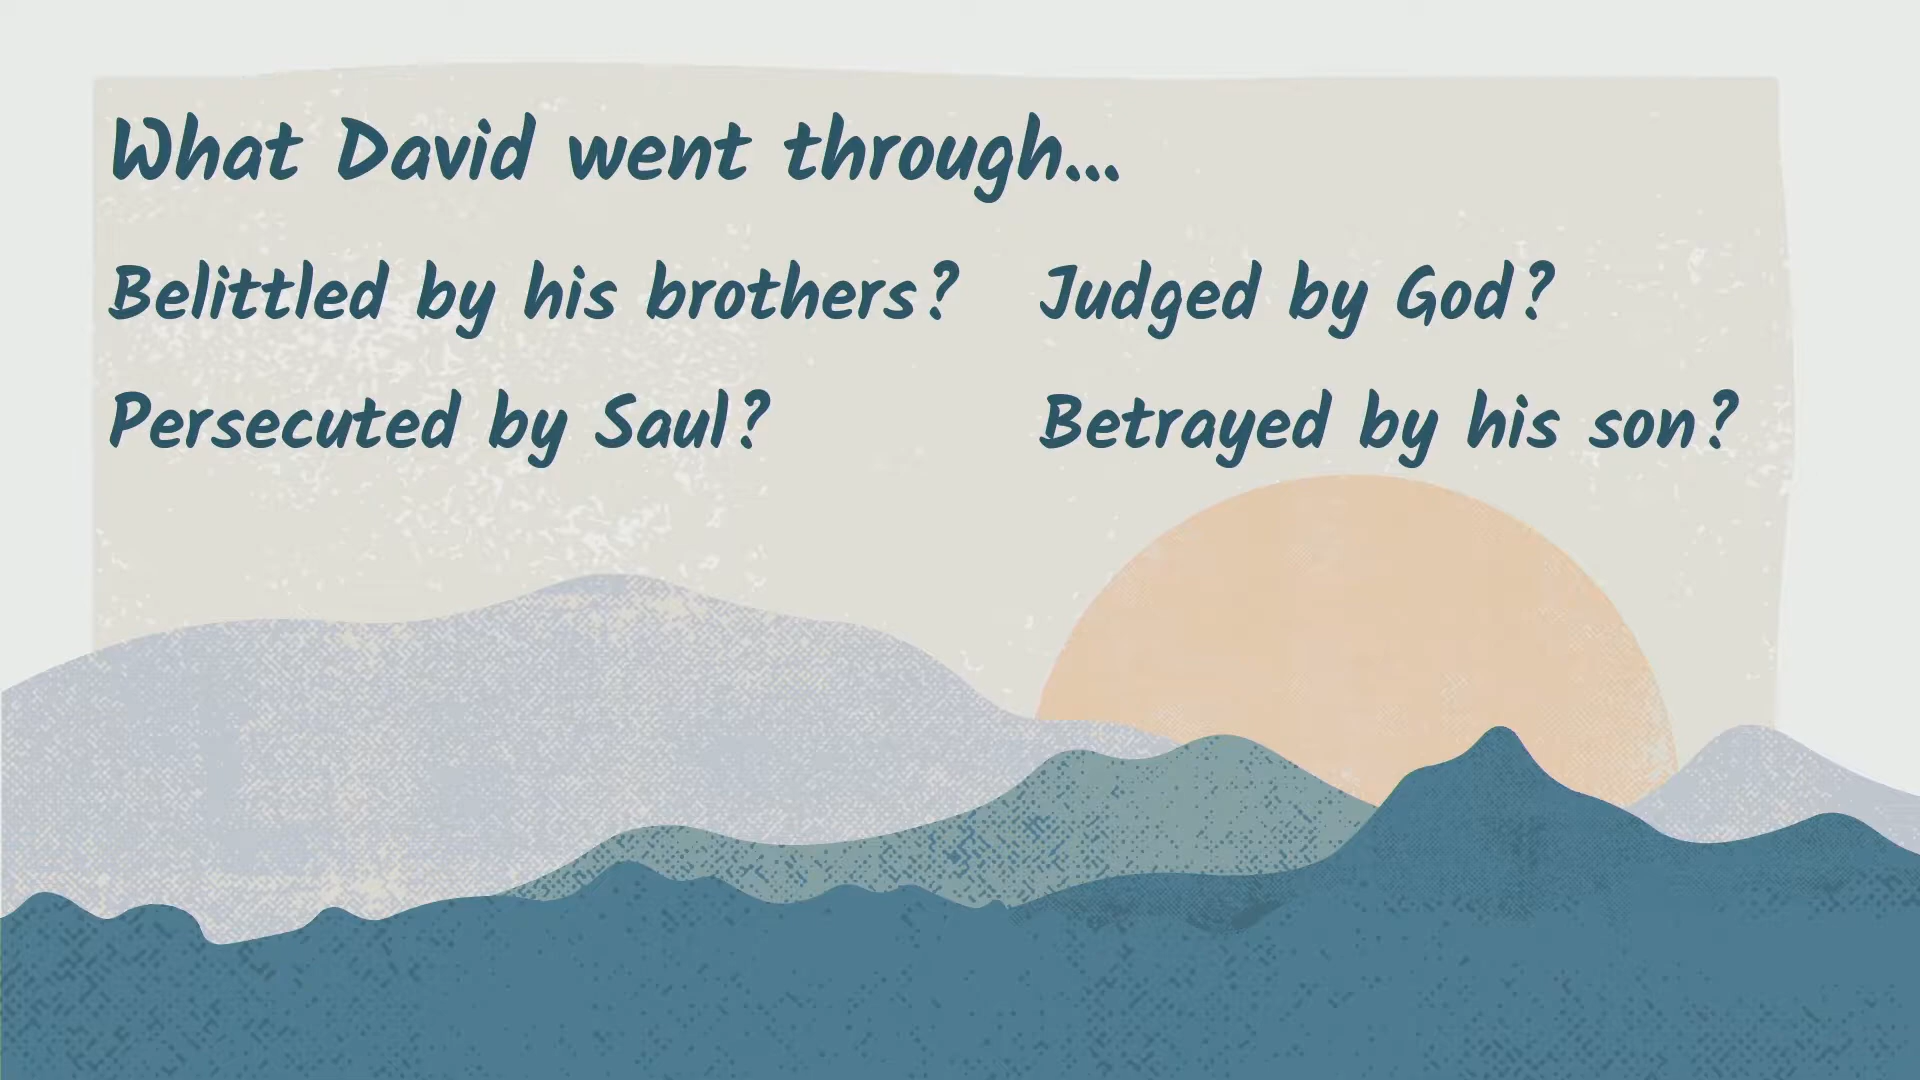 What David went through...
Belittled by his brothers?
Persecuted by Saul?
Judged by God?
Betrayed by his son?